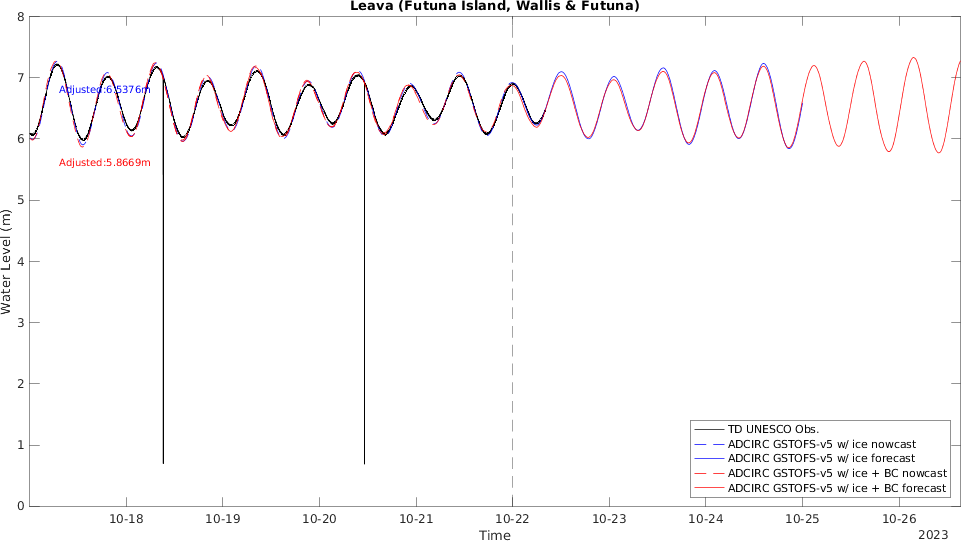 Leava (Futuna Island, Wallis & Futuna)
8
7
6
5
4
3
2
1
0
Water Level (m)
Adjusted:6.5376m
Adjusted:5.8669m
TD UNESCO Obs.
ADCIRC GSTOFS-v5 w/ ice nowcast
ADCIRC GSTOFS-v5 w/ ice forecast
ADCIRC GSTOFS-v5 w/ ice + BC nowcast
ADCIRC GSTOFS-v5 w/ ice + BC forecast
10-18
10-19
10-20
10-21
10-22
10-23
10-24
10-25
10-26
Time
2023